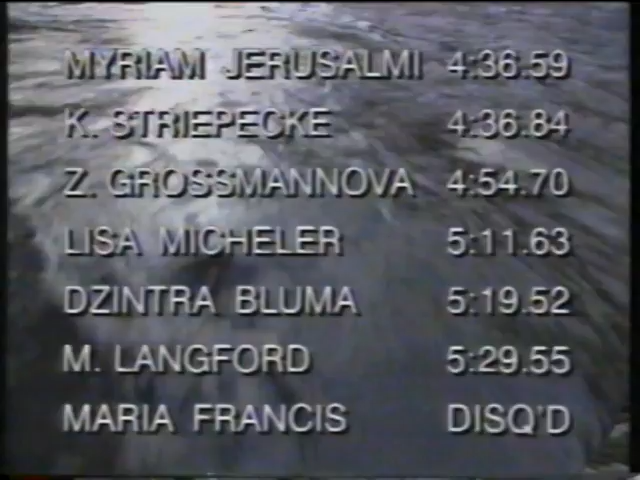 MYRIAM JERUSALMI 4:36.59
K. STRIEPECKE 4:36.84
Z. GROSSMANNOVA 4:54.70
LISA MICHELER 5:11.63
DZINTRA BLUMA 5:19.52
M. LANGFORD 5:29.55
MARIA FRANCIS DISQ'D